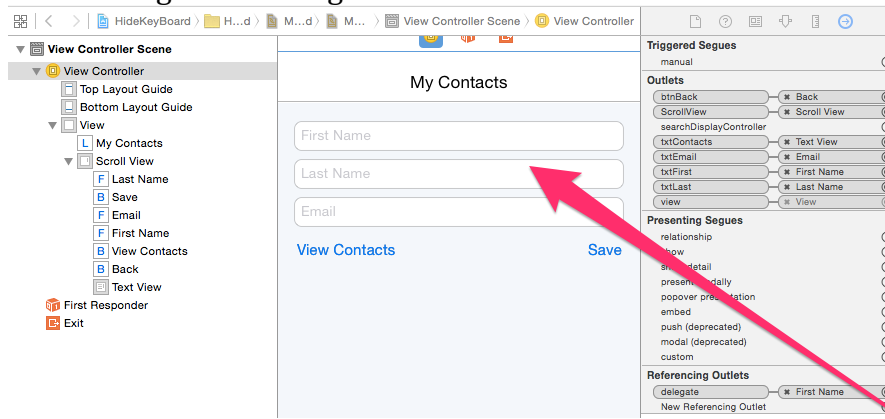 HideKeyBoard
H...d
M...d
M...
View Controller Scene
View Controller
View Controller Scene
View Controller
Top Layout Guide
Bottom Layout Guide
View
L My Contacts
Scroll View
F Last Name
B Save
F Email
F First Name
B View Contacts
B Back
Text View
First Responder
Exit
My Contacts
First Name
Last Name
Email
View Contacts
Save
Triggered Segues
manual
Outlets
btnBack
Back
ScrollView
Scroll View
searchDisplayController
txtContacts
Text View
txtEmail
Email
txtFirst
First Name
txtLast
Last Name
view
View
Presenting Segues
relationship
embed
push (deprecated)
modal (deprecated)
custom
Referencing Outlets
delegate
First Name
New Referencing Outlet